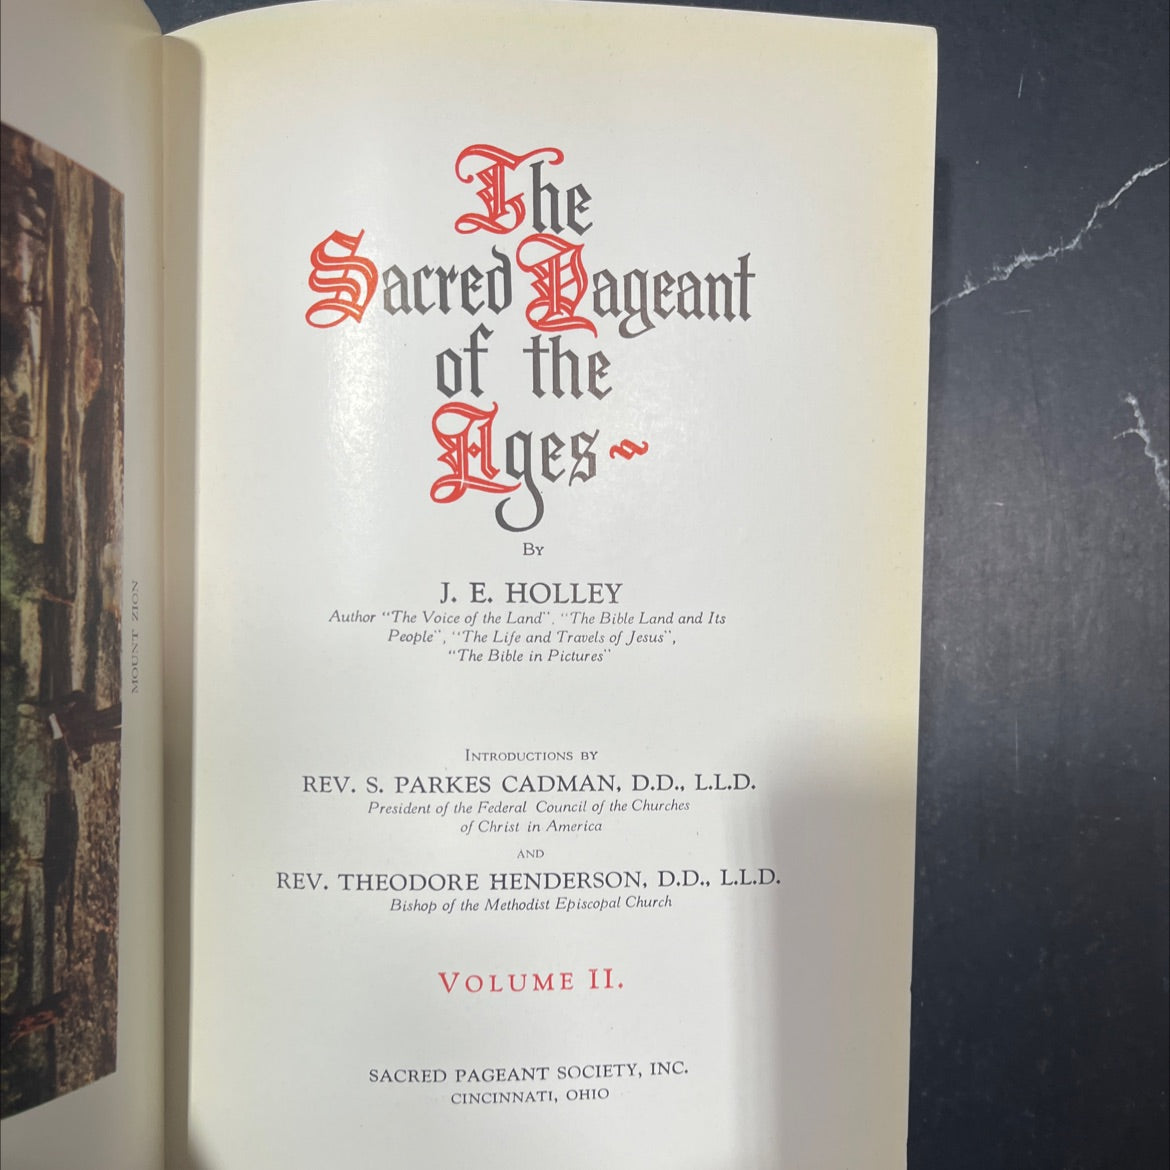 The
Sacred Pageant
of the
Ages
By
J. E. HOLLEY
Author "The Voice of the Land". "The Bible Land and Its
People", "The Life and Travels of Jesus",
"The Bible in Pictures"
INTRODUCTIONS BY
REV. S. PARKES CADMAN, D.D., L.L.D.
President of the Federal Council of the Churches
of Christ in America
AND
REV. THEODORE HENDERSON, D.D., L.L.D.
Bishop of the Methodist Episcopal Church
VOLUME II.
SACRED PAGEANT SOCIETY, INC.
CINCINNATI, OHIO
MOUNT ZION